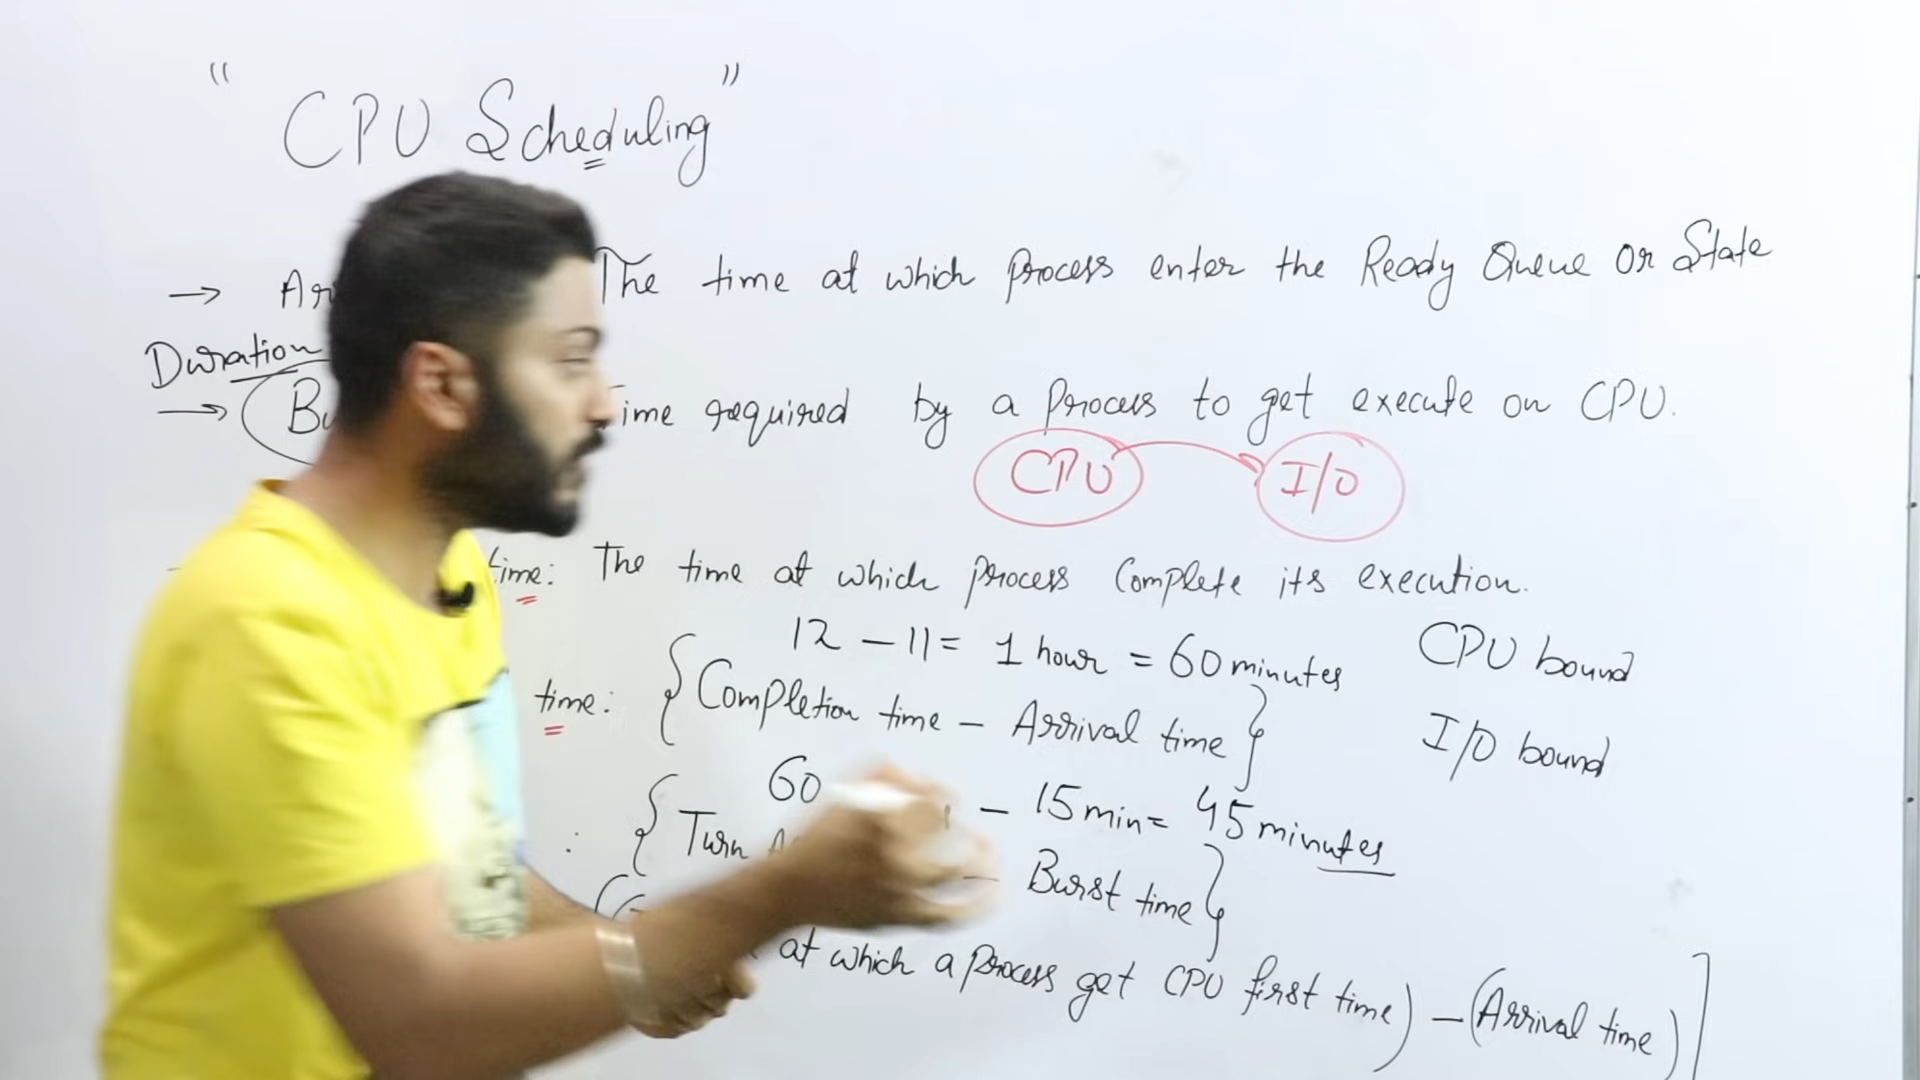 " CPU Scheduling "
→ Ar The time at which process enter the Ready Queue or State
Duration
→ Bu Time required by a process to get execute on CPU.
CPU → I/O
time: The time at which process Complete its execution.
12 - 11 = 1 hour = 60 minutes
CPU bound
time: { Completion time - Arrival time }
I/O bound
60 - 15 min = 45 minutes
: { Turn - Burst time }
at which a process get CPU first time) - (Arrival time) ]